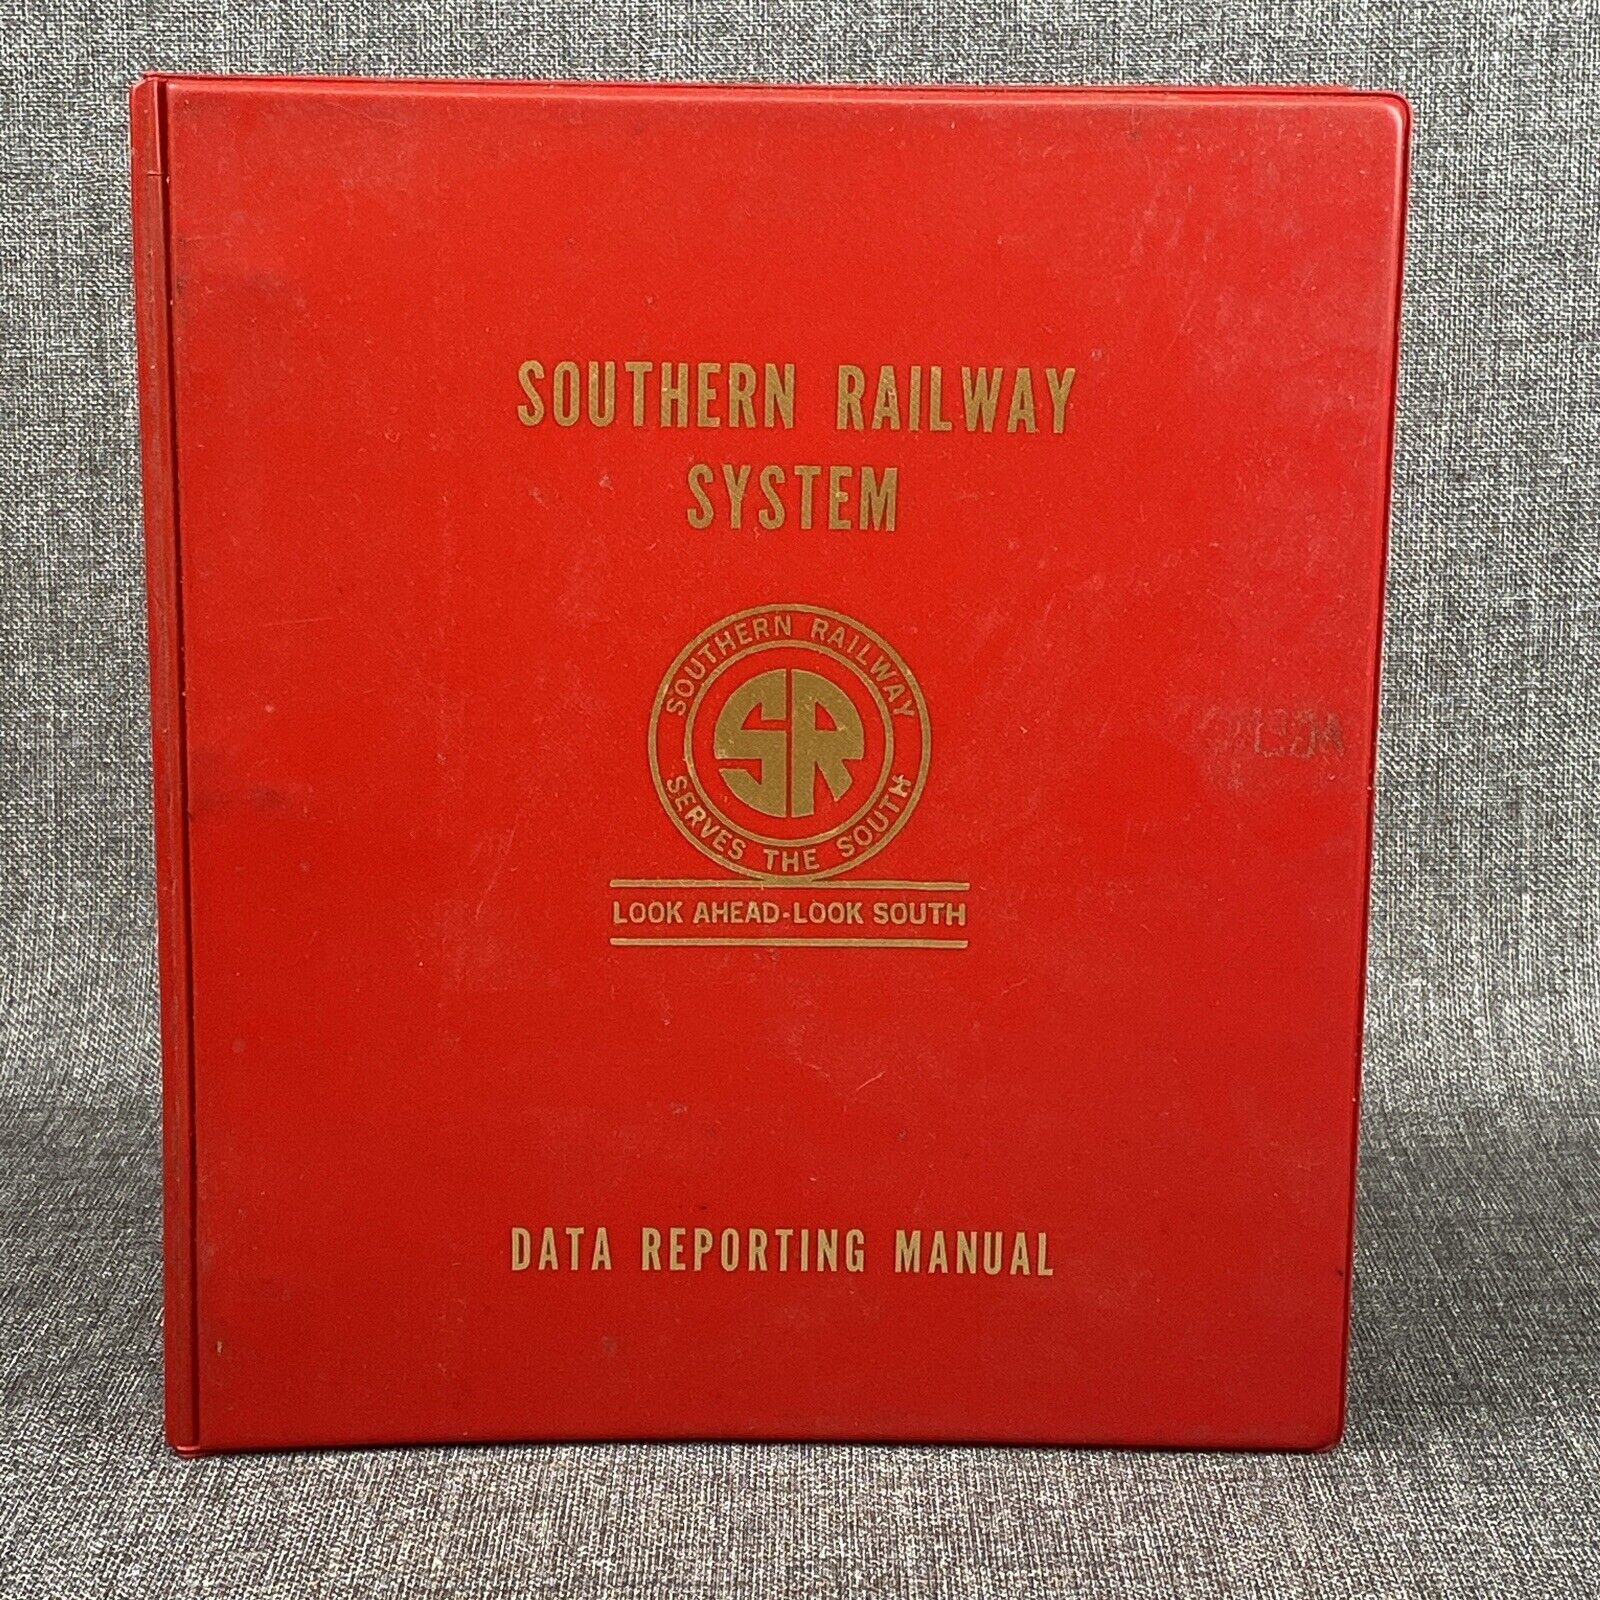 SOUTHERN RAILWAY
SYSTEM
SOUTHERN RAILWAY
SR
SERVES THE SOUTH
LOOK AHEAD-LOOK SOUTH
DATA REPORTING MANUAL